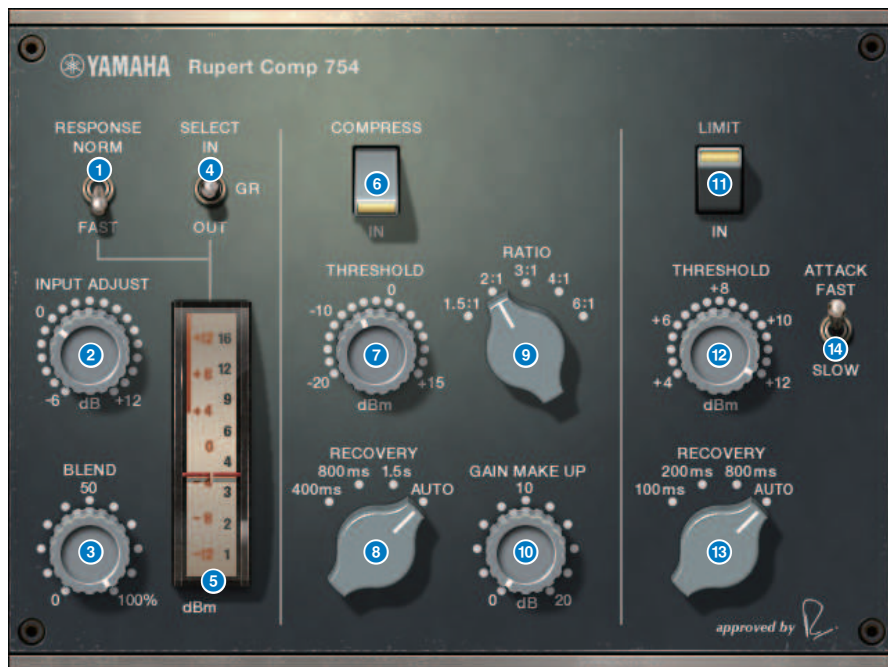 YAMAHA Rupert Comp 754
RESPONSE
NORM
1
FAST
SELECT
IN
4
GR
OUT
INPUT ADJUST
0
2
-6 dB +12
BLEND
50
3
0 100%
+12 16
+8 12
+4 9
0 6
4
-4 3
-8 2
-12 1
5
dBm
COMPRESS
6
IN
THRESHOLD
0
-10
7
-20 +15
dBm
RATIO
1.5:1 2:1 3:1 4:1 6:1
9
RECOVERY
800ms 1.5s
400ms AUTO
8
GAIN MAKE UP
10
10
0 dB 20
LIMIT
11
IN
THRESHOLD
+8
+6 +10
12
+4 +12
dBm
ATTACK
FAST
14
SLOW
RECOVERY
200ms 800ms
100ms AUTO
13
approved by